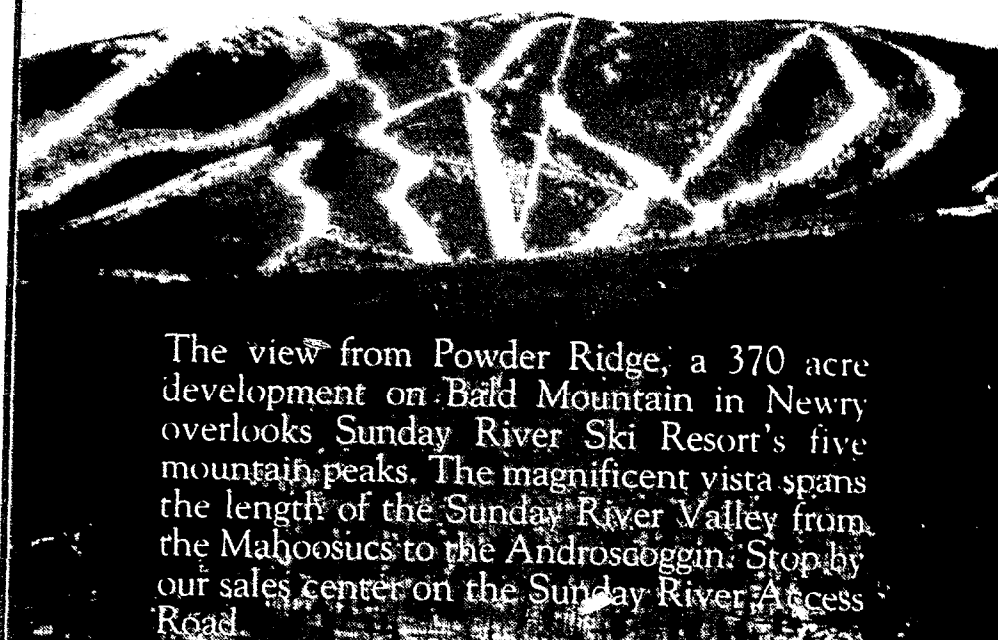 The view from Powder Ridge, a 370 acre
development on Bald Mountain in Newry
overlooks Sunday River Ski Resort's five
mountain peaks. The magnificent vista spans
the length of the Sunday River Valley from
the Mahoosucs to the Androscoggin. Stop by
our sales center on the Sunday River Access
Road